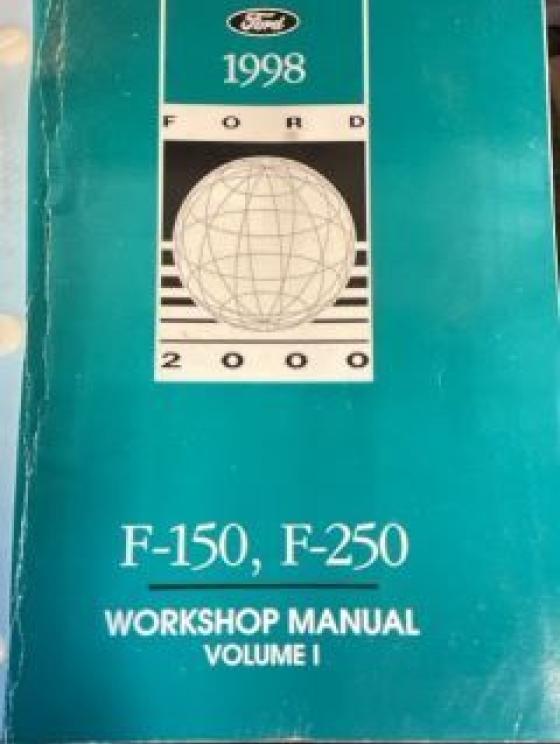 Ford
1998
FORD
2000
F-150, F-250
WORKSHOP MANUAL
VOLUME I